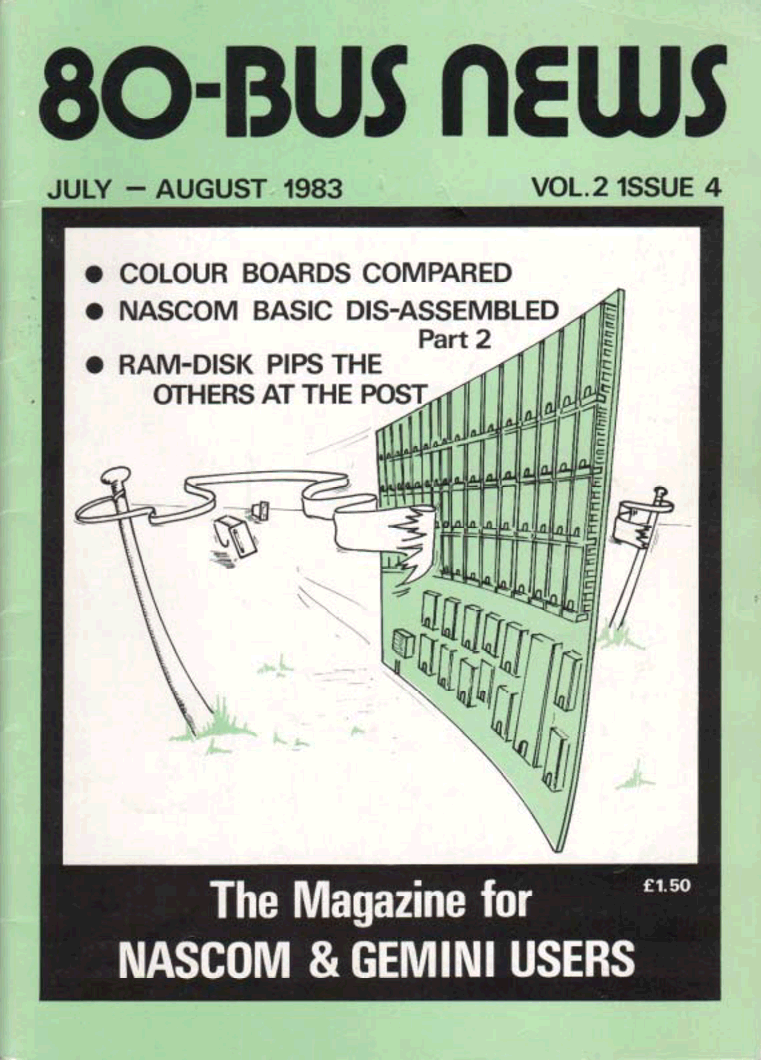 80-BUS NEWS
JULY – AUGUST 1983
VOL.2 1SSUE 4
● COLOUR BOARDS COMPARED
● NASCOM BASIC DIS-ASSEMBLED
Part 2
● RAM-DISK PIPS THE
OTHERS AT THE POST
£1.50
The Magazine for
NASCOM & GEMINI USERS